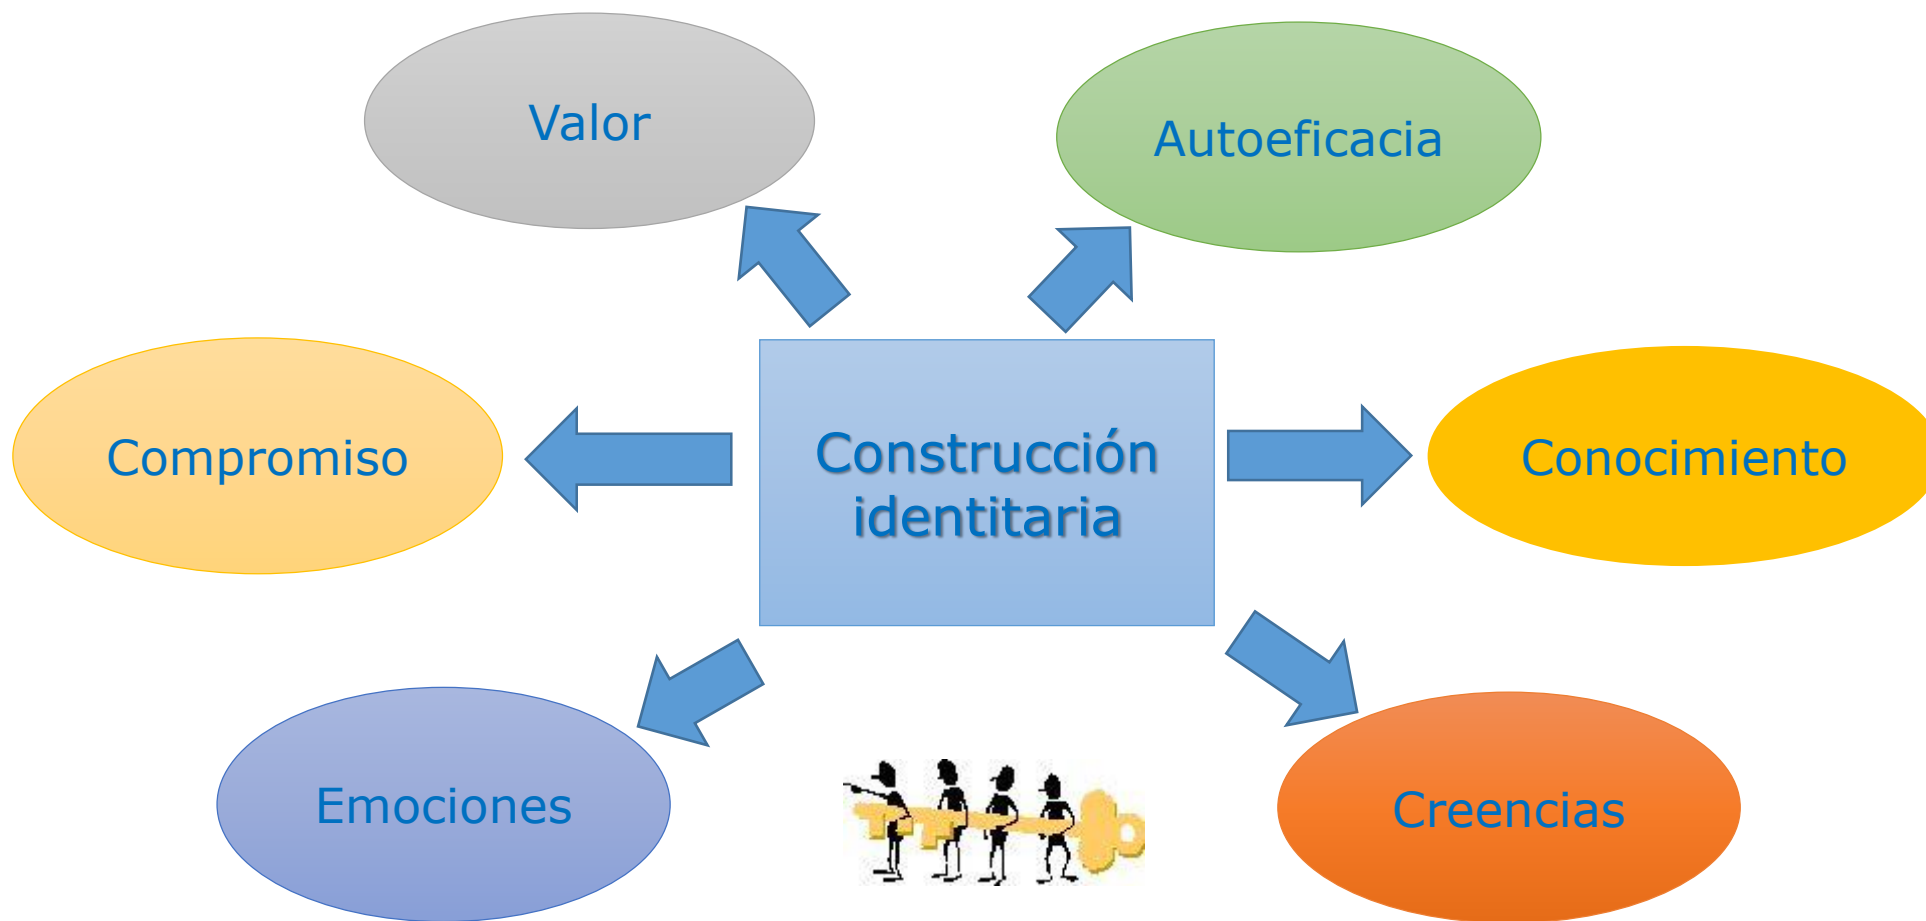 Valor
Autoeficacia
Compromiso
Construcción
identitaria
Conocimiento
Emociones
Creencias